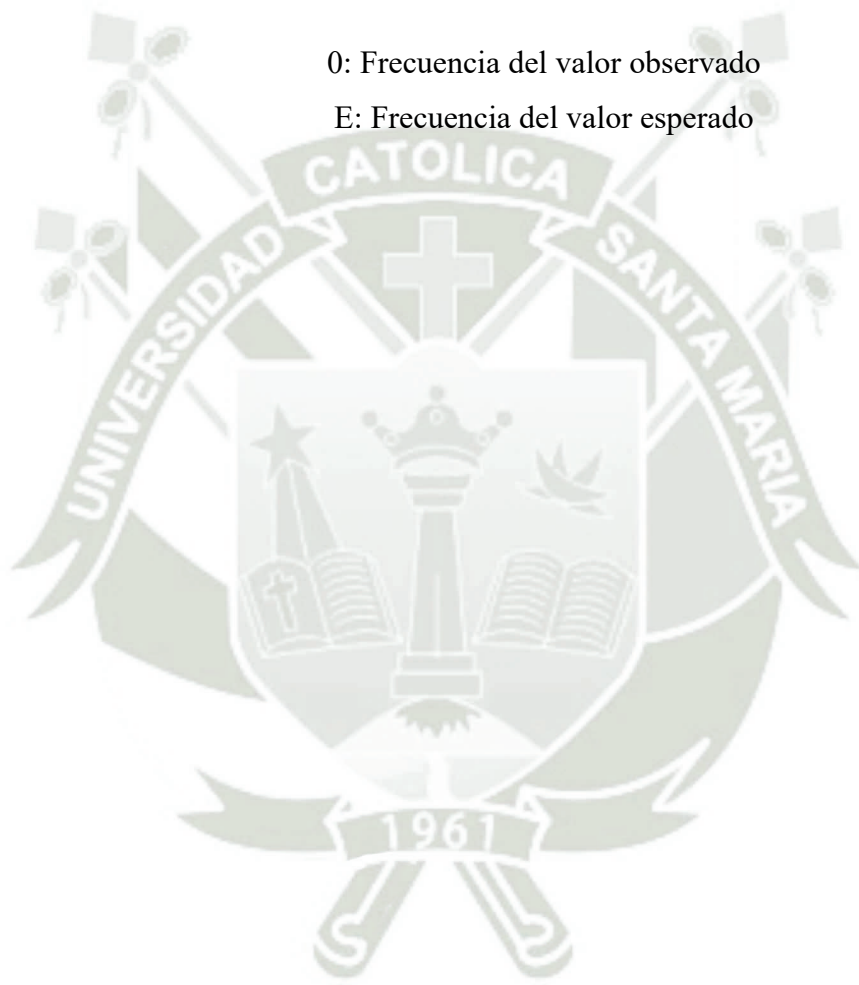 0: Frecuencia del valor observado
E: Frecuencia del valor esperado
UNIVERSIDAD CATOLICA SANTA MARIA
1961